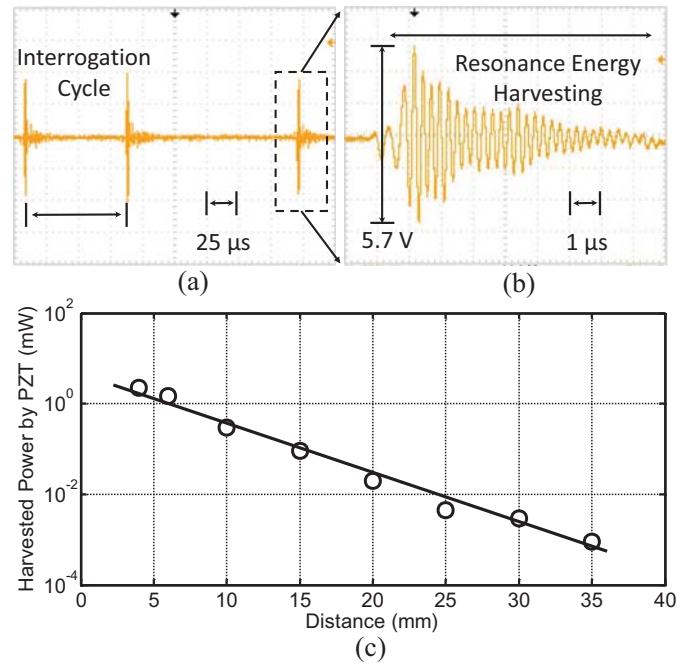 Interrogation
Cycle
25 µs
(a)
Resonance Energy
Harvesting
5.7 V
1 µs
(b)
Harvested Power by PZT (mW)
10^2
10^0
10^-2
10^-4
0 5 10 15 20 25 30 35 40
Distance (mm)
(c)